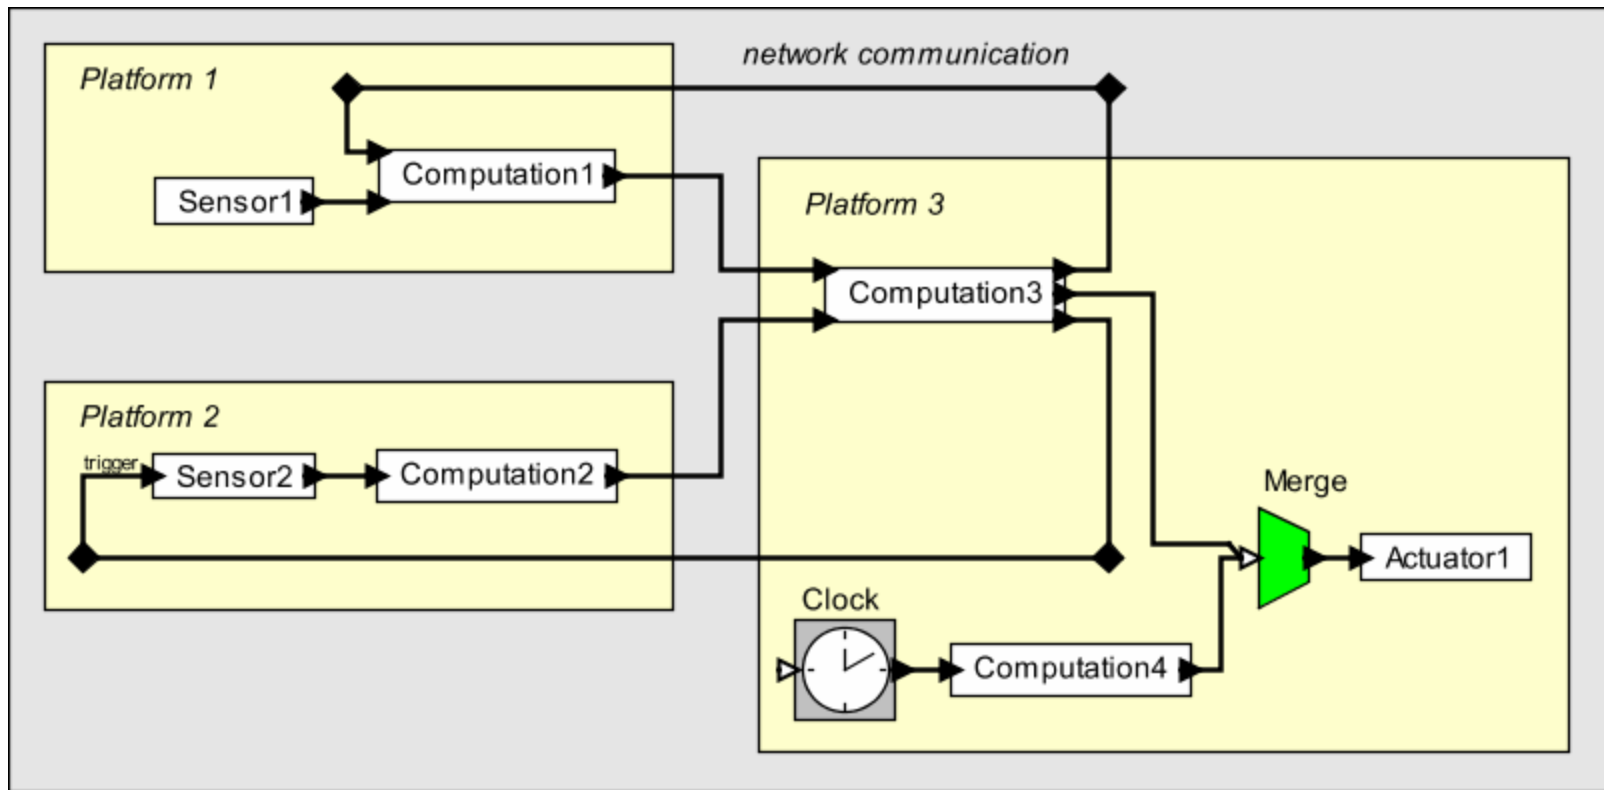 network communication
Platform 1
Computation1
Sensor1
Platform 3
Computation3
Platform 2
trigger
Sensor2
Computation2
Merge
Actuator1
Clock
Computation4